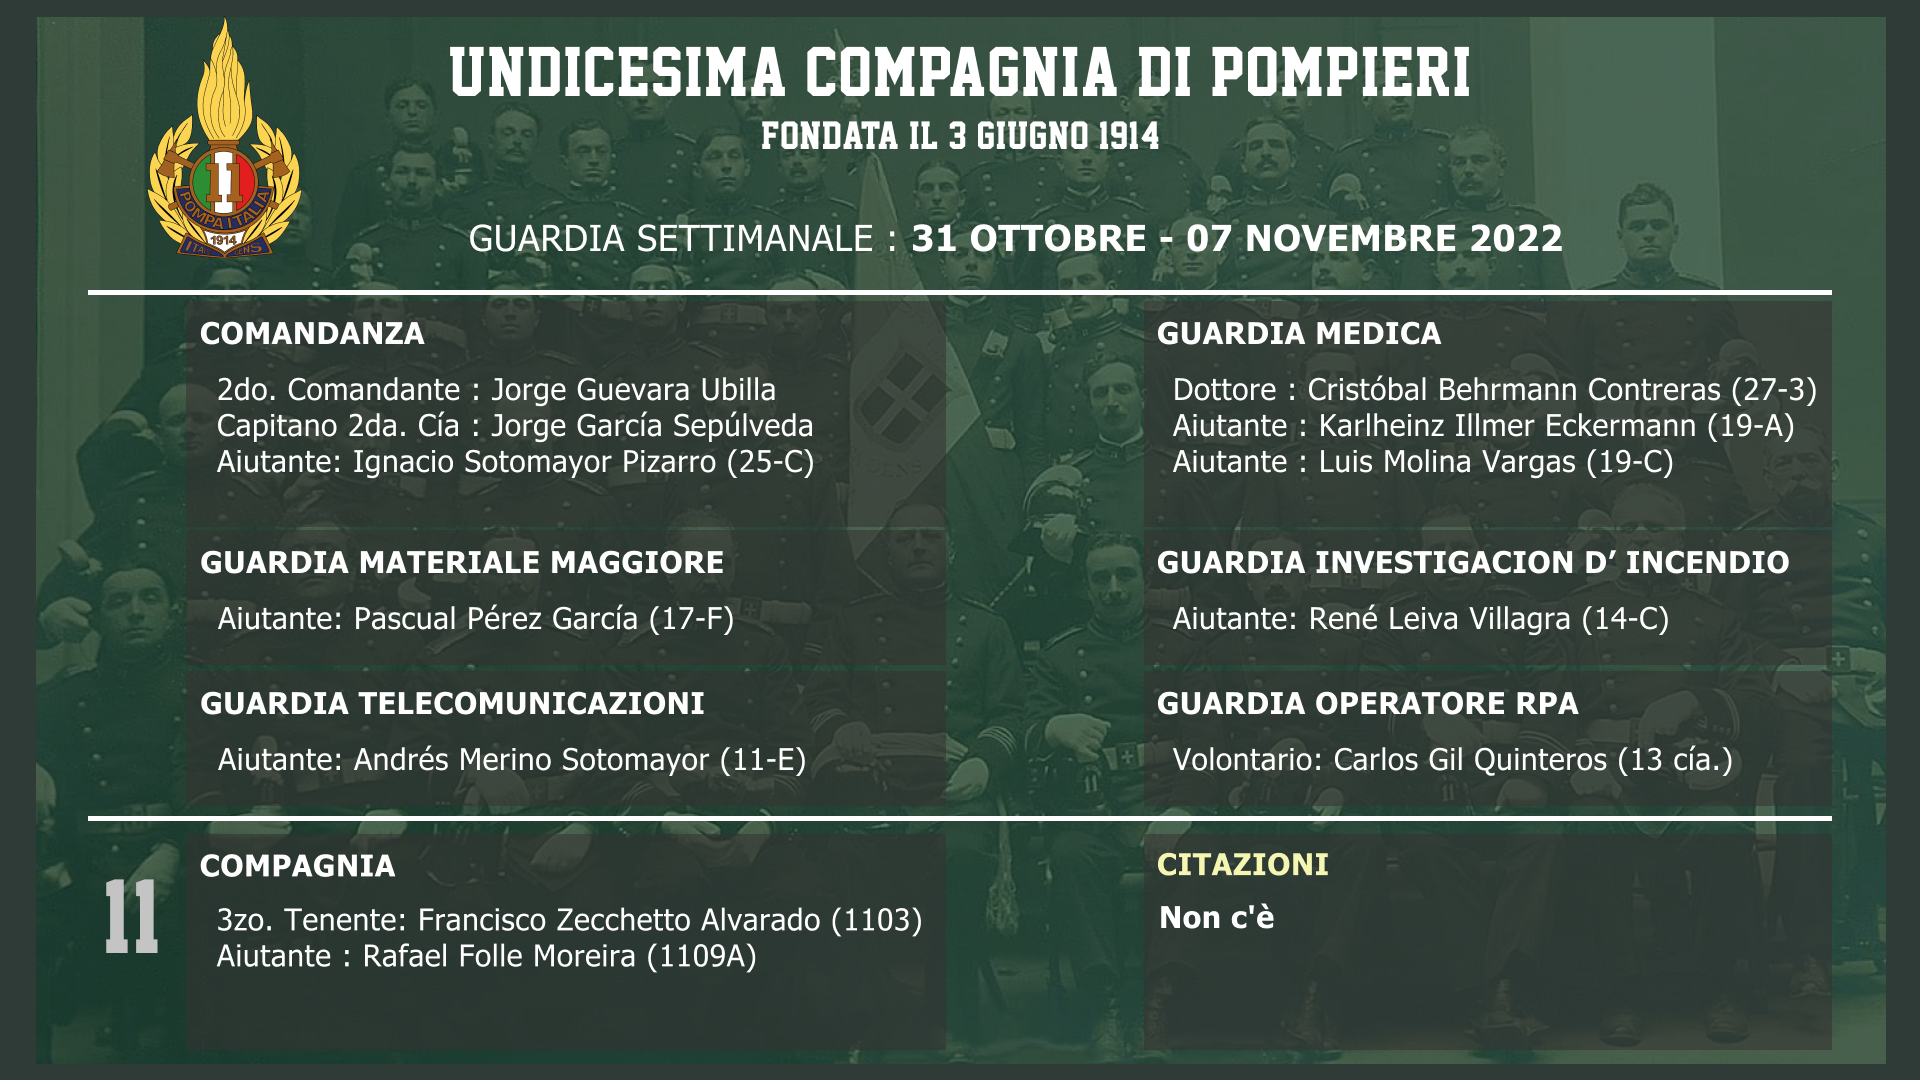 UNDICESIMA COMPAGNIA DI POMPIERI
FONDATA IL 3 GIUGNO 1914
11
POMPA ITALIA
1914
GUARDIA SETTIMANALE : 31 OTTOBRE - 07 NOVEMBRE 2022
COMANDANZA
2do. Comandante : Jorge Guevara Ubilla
Capitano 2da. Cía : Jorge García Sepúlveda
Aiutante: Ignacio Sotomayor Pizarro (25-C)
GUARDIA MEDICA
Dottore : Cristóbal Behrmann Contreras (27-3)
Aiutante : Karlheinz Illmer Eckermann (19-A)
Aiutante : Luis Molina Vargas (19-C)
GUARDIA MATERIALE MAGGIORE
Aiutante: Pascual Pérez García (17-F)
GUARDIA INVESTIGACION D’ INCENDIO
Aiutante: René Leiva Villagra (14-C)
GUARDIA TELECOMUNICAZIONI
Aiutante: Andrés Merino Sotomayor (11-E)
GUARDIA OPERATORE RPA
Volontario: Carlos Gil Quinteros (13 cía.)
11
COMPAGNIA
3zo. Tenente: Francisco Zecchetto Alvarado (1103)
Aiutante : Rafael Folle Moreira (1109A)
CITAZIONI
Non c'è